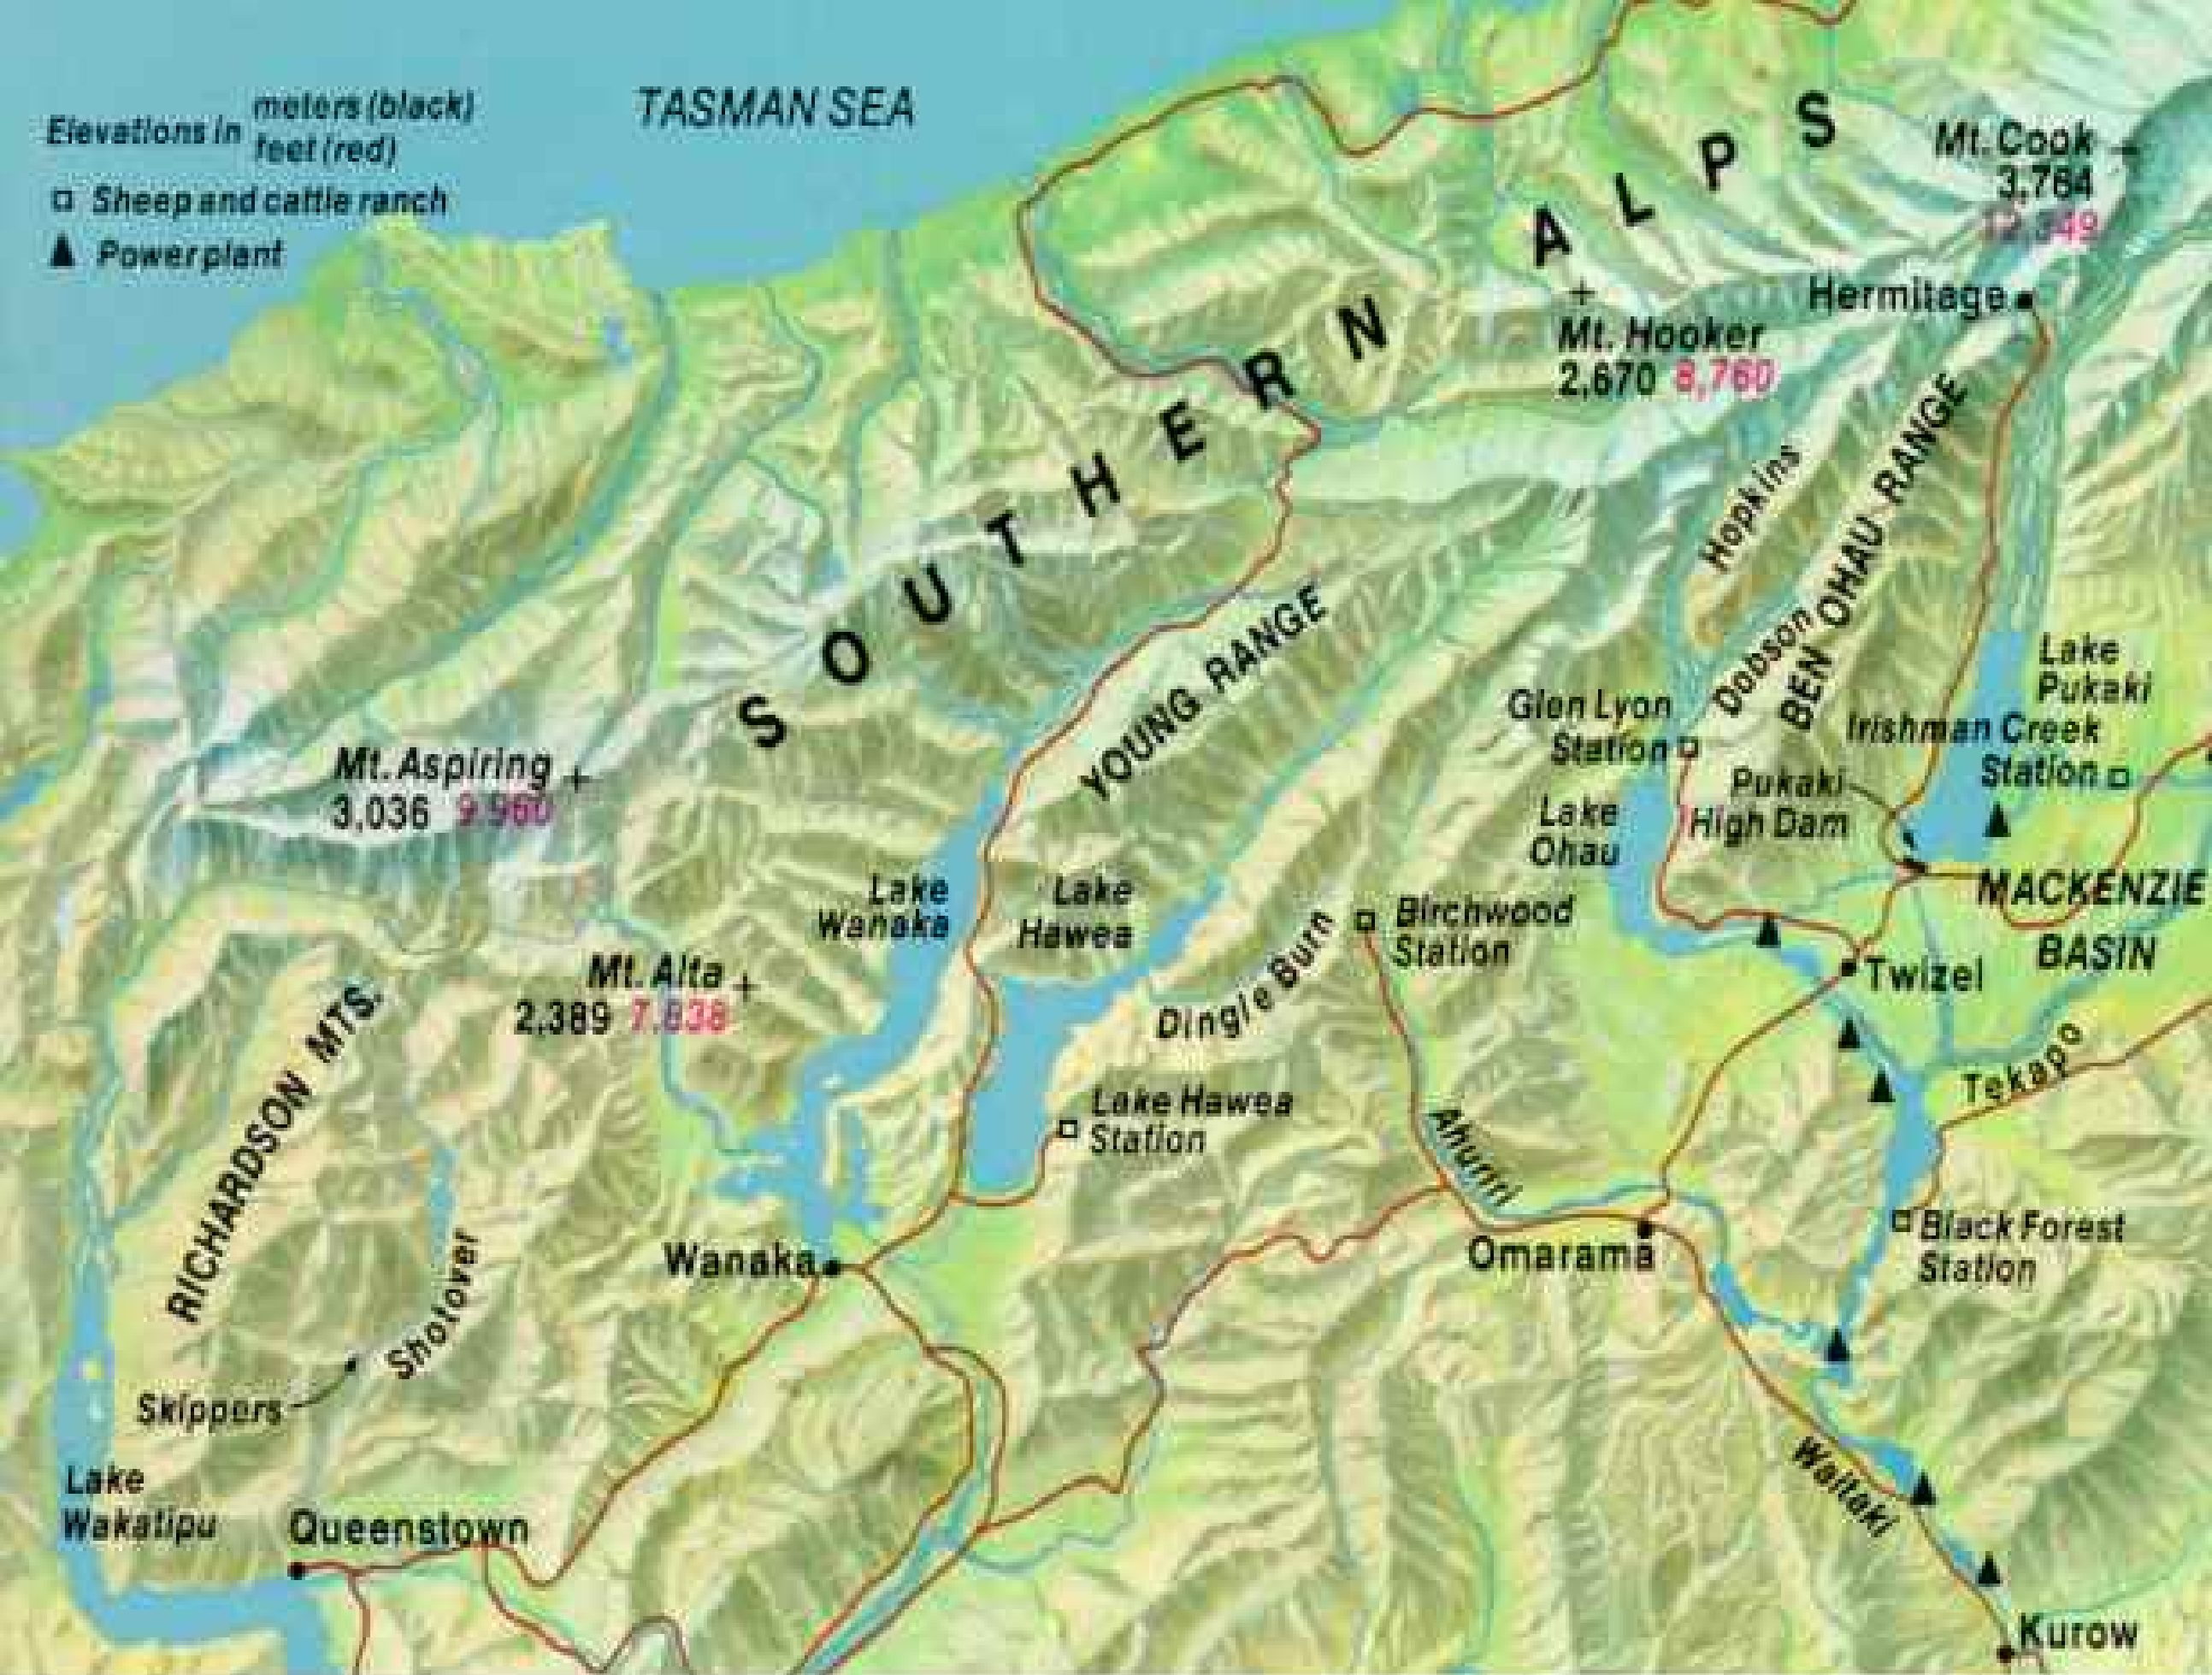 Elevations in
meters (black)
feet (red)
Sheep and cattle ranch
Power plant
TASMAN SEA
SOUTHERN ALPS
Mt. Cook
3,764
12,349
Hermitage
Mt. Hooker
2,670 8,760
Hopkins
BEN OHAU RANGE
Dobson
YOUNG RANGE
Lake
Pukaki
Glen Lyon
Station
Irishman Creek
Station
Pukaki
High Dam
Lake
Ohau
Mt. Aspiring
3,036 9,960
Lake
Wanaka
Lake
Hawea
Birchwood
Station
MACKENZIE
BASIN
Twizel
Dingle Burn
Mt. Alta
2,389 7,838
RICHARDSON MTS.
Tekapo
Lake Hawea
Station
Ahuriri
Black Forest
Station
Omarama
Wanaka
Shotover
Skippers
Waitaki
Lake
Wakatipu
Queenstown
Kurow